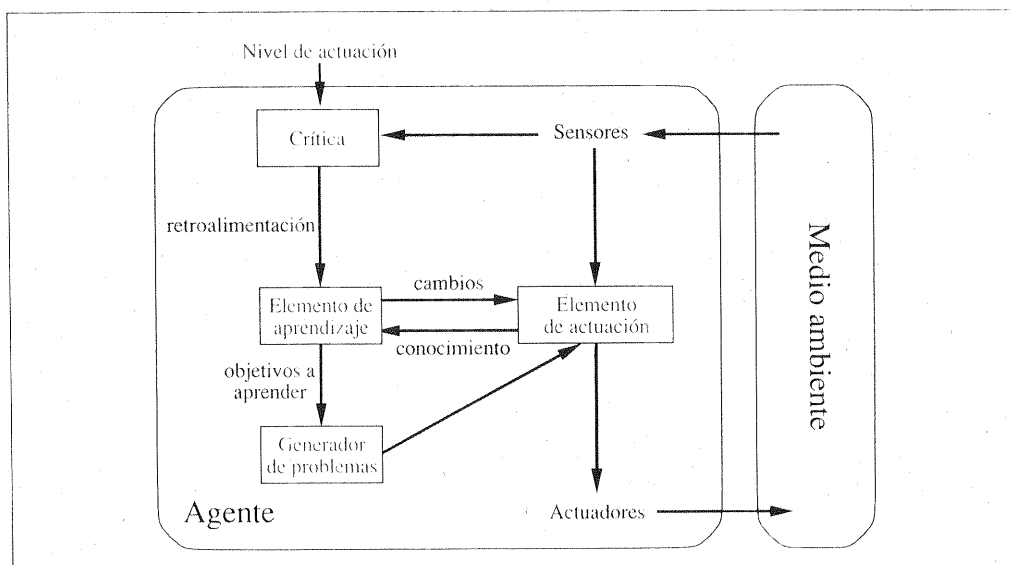 Nivel de actuación
Crítica
Sensores
retroalimentación
cambios
Elemento de
aprendizaje
Elemento
de actuación
conocimiento
objetivos a
aprender
Generador
de problemas
Agente
Actuadores
Medio ambiente